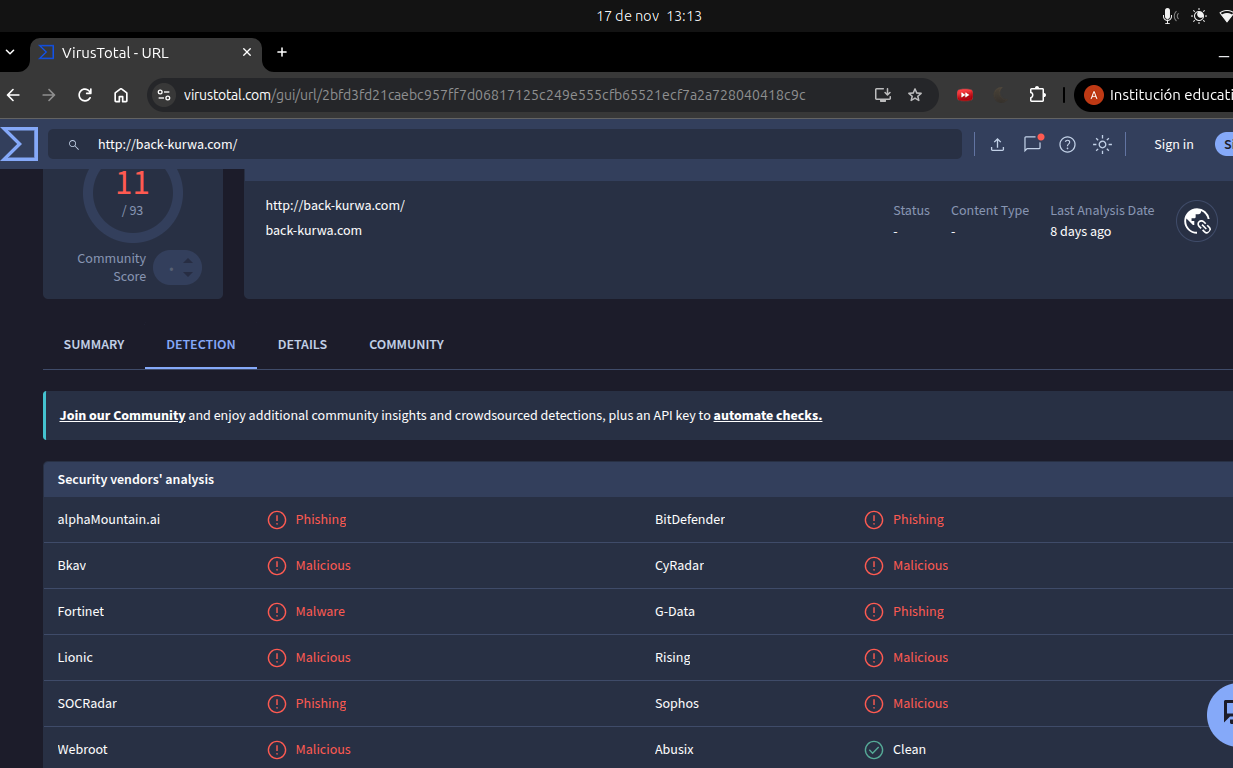 17 de nov 13:13
VirusTotal - URL
virustotal.com/gui/url/2bfd3fd21caebc957ff7d06817125c249e555cfb65521ecf7a2a728040418c9c
A Institución educati
http://back-kurwa.com/
Sign in
Si
11
/ 93
Community
Score
http://back-kurwa.com/
back-kurwa.com
Status
-
Content Type
-
Last Analysis Date
8 days ago
SUMMARY DETECTION DETAILS COMMUNITY
Join our Community and enjoy additional community insights and crowdsourced detections, plus an API key to automate checks.
Security vendors' analysis
alphaMountain.ai Phishing BitDefender Phishing
Bkav Malicious CyRadar Malicious
Fortinet Malware G-Data Phishing
Lionic Malicious Rising Malicious
SOCRadar Phishing Sophos Malicious
Webroot Malicious Abusix Clean